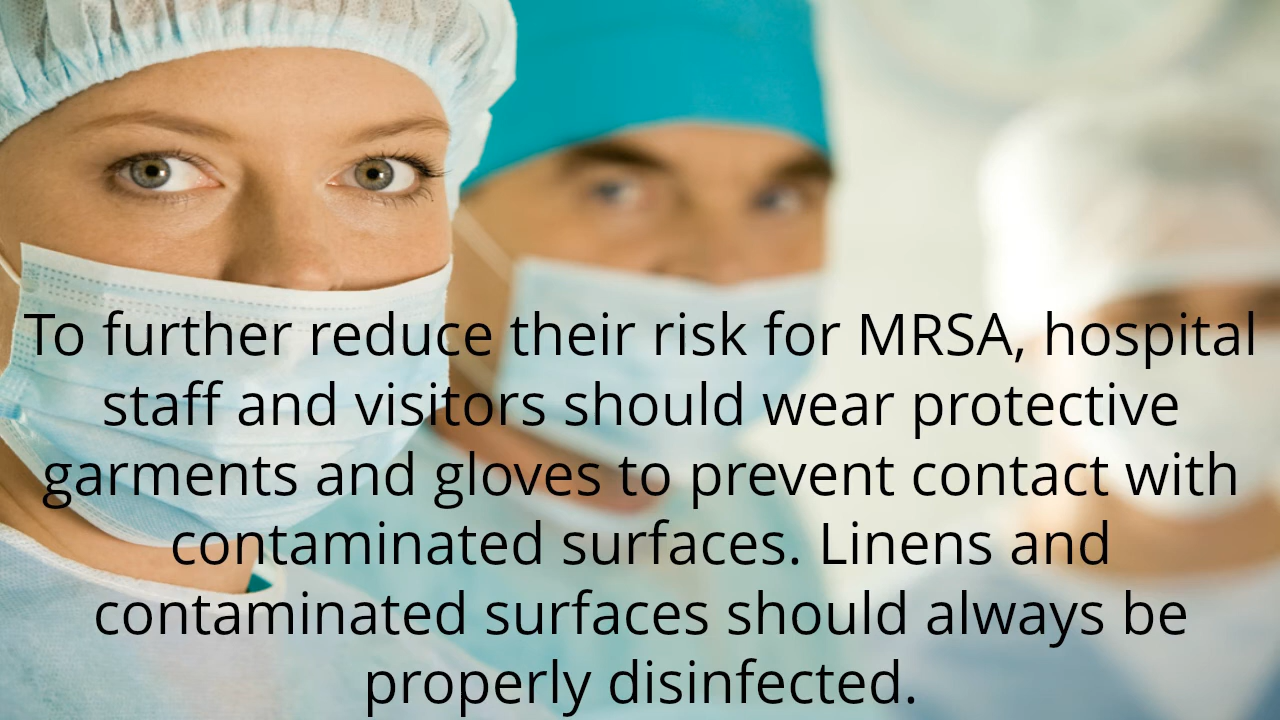 To further reduce their risk for MRSA, hospital
staff and visitors should wear protective
garments and gloves to prevent contact with
contaminated surfaces. Linens and
contaminated surfaces should always be
properly disinfected.